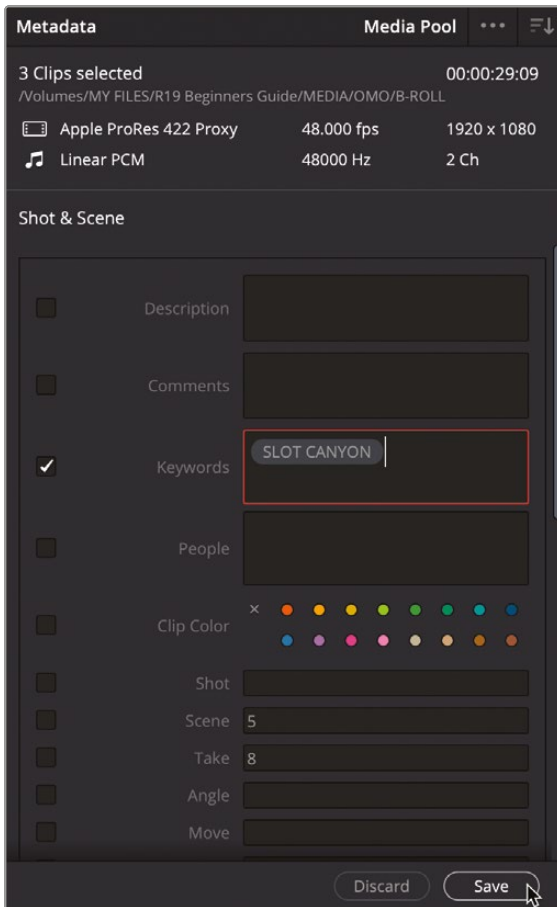 Metadata Media Pool
3 Clips selected 00:00:29:09
/Volumes/MY FILES/R19 Beginners Guide/MEDIA/OMO/B-ROLL
Apple ProRes 422 Proxy 48.000 fps 1920 x 1080
Linear PCM 48000 Hz 2 Ch
Shot & Scene
Description
Comments
Keywords SLOT CANYON
People
Clip Color
Shot
Scene 5
Take 8
Angle
Move
Discard Save